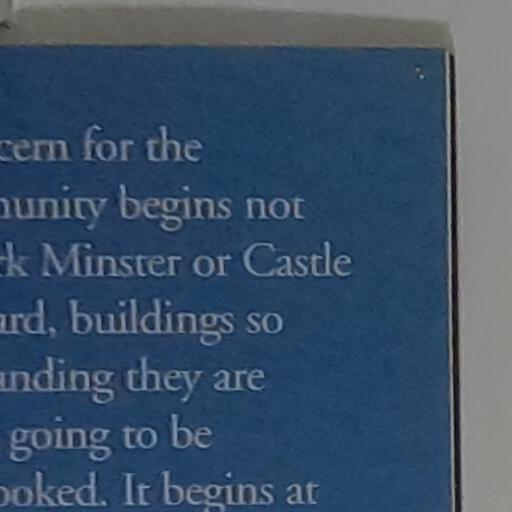 cern for the
nunity begins not
rk Minster or Castle
ard, buildings so
anding they are
going to be
ooked. It begins at